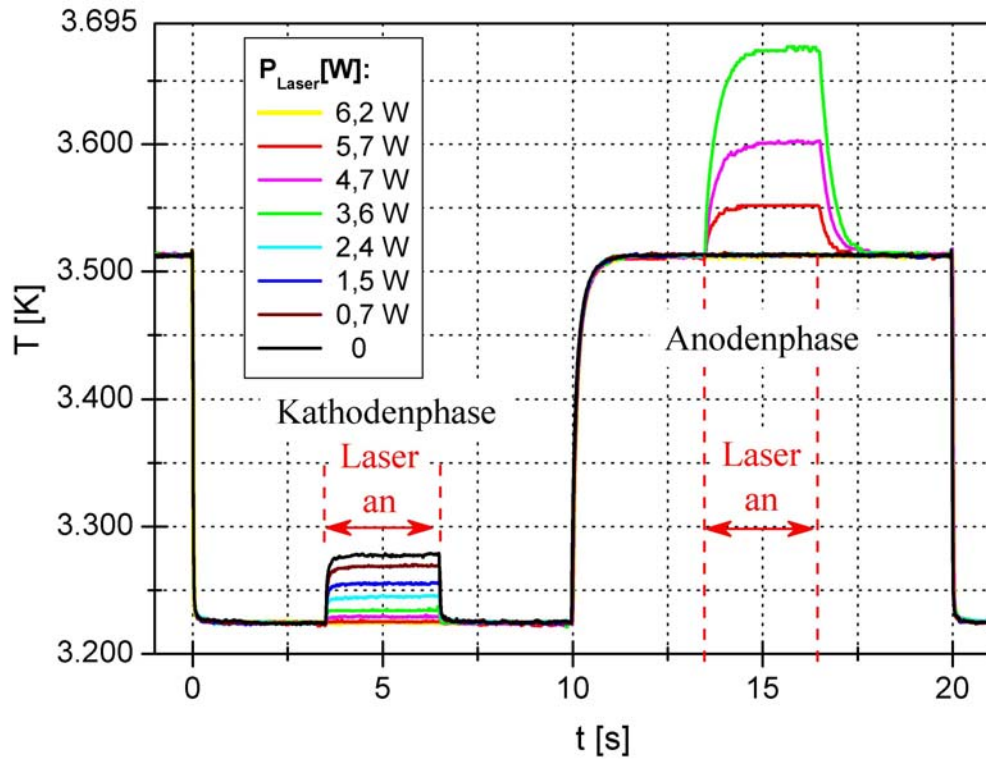 3.695
3.600
3.500
3.400
3.300
3.200
T [K]
P_Laser[W]:
6,2 W
5,7 W
4,7 W
3,6 W
2,4 W
1,5 W
0,7 W
0
Kathodenphase
Laser
an
Anodenphase
Laser
an
0
5
10
15
20
t [s]